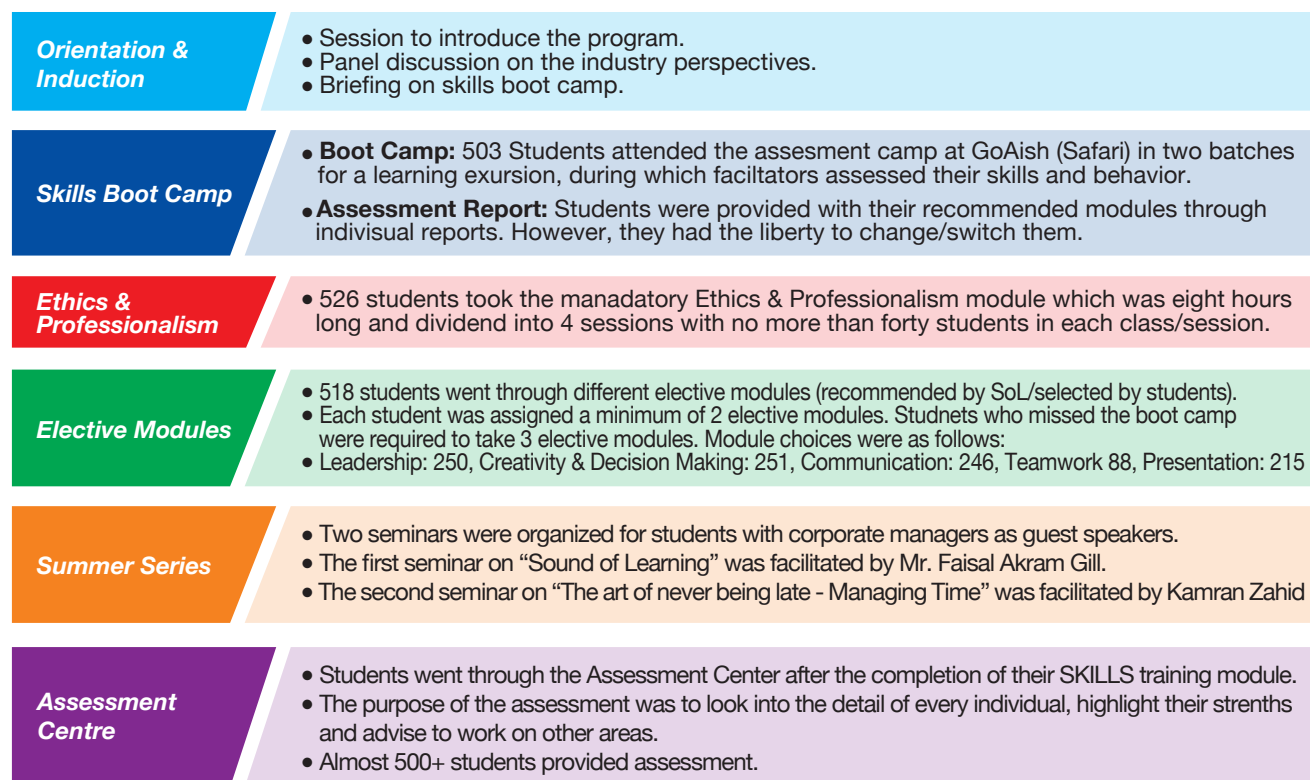 Orientation &
Induction
• Session to introduce the program.
• Panel discussion on the industry perspectives.
• Briefing on skills boot camp.
Skills Boot Camp
• Boot Camp: 503 Students attended the assesment camp at GoAish (Safari) in two batches
for a learning exursion, during which faciltators assessed their skills and behavior.
• Assessment Report: Students were provided with their recommended modules through
indivisual reports. However, they had the liberty to change/switch them.
Ethics &
Professionalism
• 526 students took the manadatory Ethics & Professionalism module which was eight hours
long and dividend into 4 sessions with no more than forty students in each class/session.
Elective Modules
• 518 students went through different elective modules (recommended by SoL/selected by students).
• Each student was assigned a minimum of 2 elective modules. Studnets who missed the boot camp
were required to take 3 elective modules. Module choices were as follows:
• Leadership: 250, Creativity & Decision Making: 251, Communication: 246, Teamwork 88, Presentation: 215
Summer Series
• Two seminars were organized for students with corporate managers as guest speakers.
• The first seminar on “Sound of Learning” was facilitated by Mr. Faisal Akram Gill.
• The second seminar on “The art of never being late - Managing Time” was facilitated by Kamran Zahid
Assessment
Centre
• Students went through the Assessment Center after the completion of their SKILLS training module.
• The purpose of the assessment was to look into the detail of every individual, highlight their strenths
and advise to work on other areas.
• Almost 500+ students provided assessment.